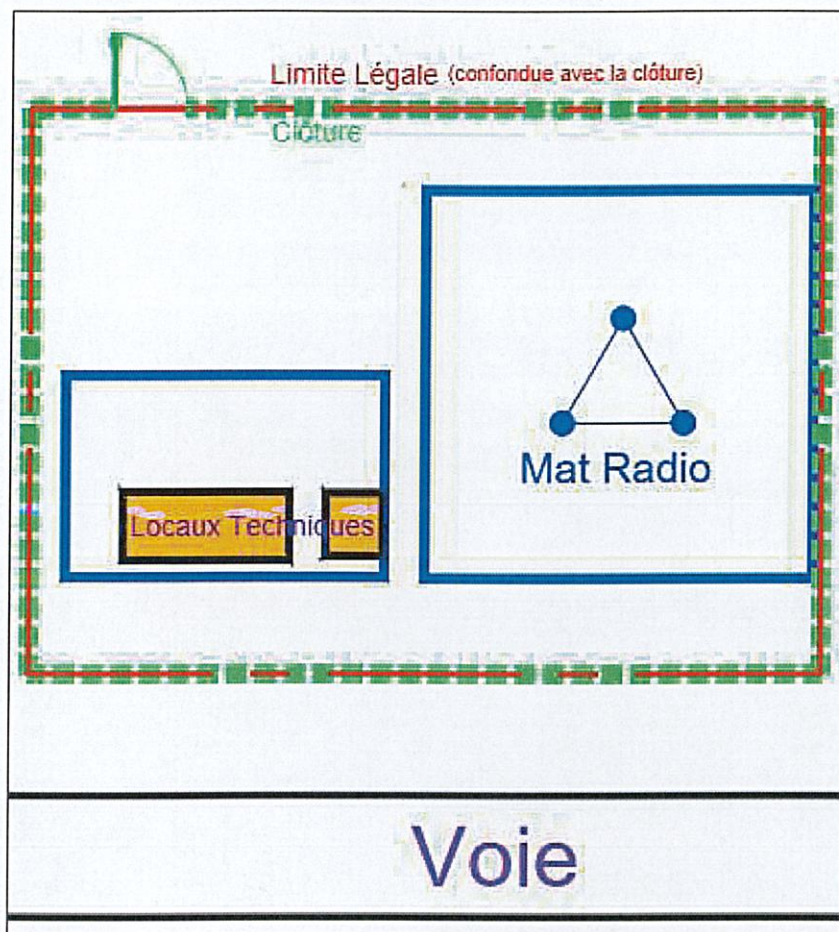 Limite Légale (confondue avec la clôture)
Clôture
Mat Radio
Locaux Techniques
Voie